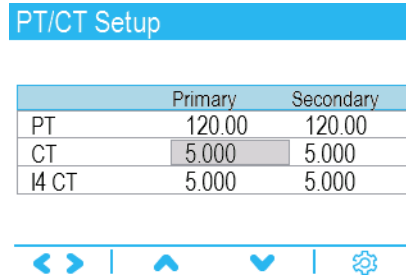 PT/CT Setup
Primary Secondary
PT 120.00 120.00
CT 5.000 5.000
I4 CT 5.000 5.000